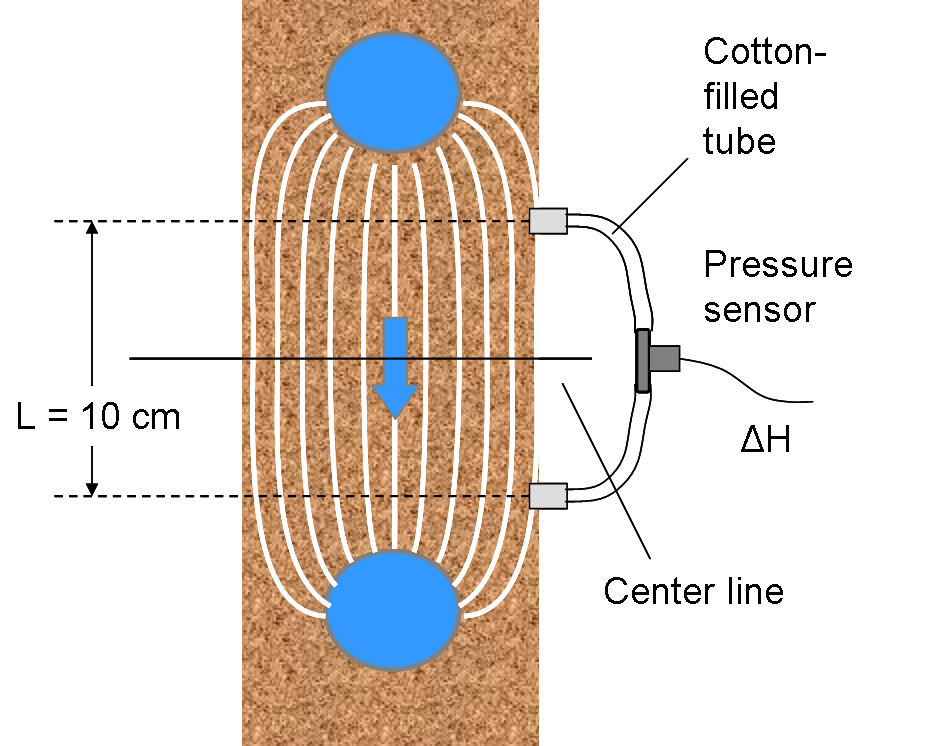 Cotton-
filled
tube
Pressure
sensor
L = 10 cm
ΔH
Center line